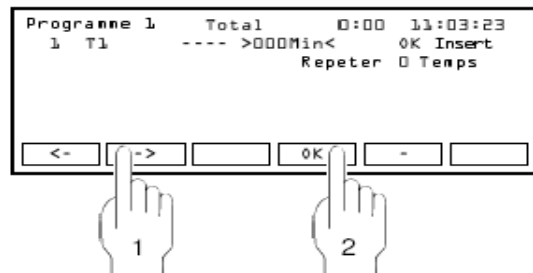 Programme 1 Total 0:00 11:03:23
1 T1 ---- >000Min< OK Insert
Repeter 0 Temps
<- -> OK -
1 2